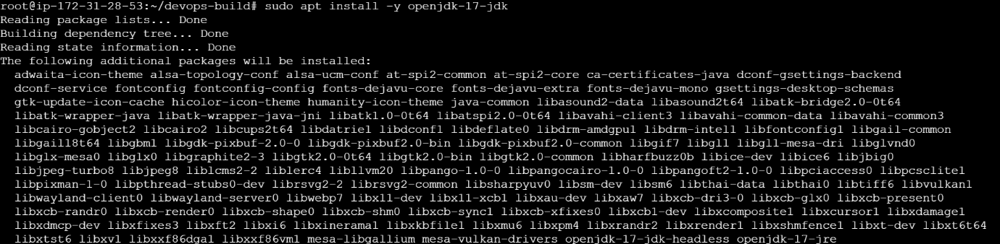 root@ip-172-31-28-53:~/devops-build# sudo apt install -y openjdk-17-jdk
Reading package lists... Done
Building dependency tree... Done
Reading state information... Done
The following additional packages will be installed:
  adwaita-icon-theme alsa-topology-conf alsa-ucm-conf at-spi2-common at-spi2-core ca-certificates-java dconf-gsettings-backend
  dconf-service fontconfig fontconfig-config fonts-dejavu-core fonts-dejavu-extra fonts-dejavu-mono gsettings-desktop-schemas
  gtk-update-icon-cache hicolor-icon-theme humanity-icon-theme java-common libasound2-data libasound2t64 libatk-bridge2.0-0t64
  libatk-wrapper-java libatk-wrapper-java-jni libatk1.0-0t64 libatspi2.0-0t64 libavahi-client3 libavahi-common-data libavahi-common3
  libcairo-gobject2 libcairo2 libcups2t64 libdatrie1 libdconf1 libdeflate0 libdrm-amdgpu1 libdrm-intel1 libfontconfig1 libgail-common
  libgail18t64 libgbm1 libgdk-pixbuf-2.0-0 libgdk-pixbuf2.0-bin libgdk-pixbuf2.0-common libgif7 libgl1 libgl1-mesa-dri libglvnd0
  libglx-mesa0 libglx0 libgraphite2-3 libgtk2.0-0t64 libgtk2.0-bin libgtk2.0-common libharfbuzz0b libice-dev libice6 libjbig0
  libjpeg-turbo8 libjpeg8 liblcms2-2 liblerc4 libllvm20 libpango-1.0-0 libpangocairo-1.0-0 libpangoft2-1.0-0 libpciaccess0 libpcsclite1
  libpixman-1-0 libpthread-stubs0-dev librsvg2-2 librsvg2-common libsharpyuv0 libsm-dev libsm6 libthai-data libthai0 libtiff6 libvulkan1
  libwayland-client0 libwayland-server0 libwebp7 libx11-dev libx11-xcb1 libxau-dev libxaw7 libxcb-dri3-0 libxcb-glx0 libxcb-present0
  libxcb-randr0 libxcb-render0 libxcb-shape0 libxcb-shm0 libxcb-sync1 libxcb-xfixes0 libxcb1-dev libxcomposite1 libxcursor1 libxdamage1
  libxdmcp-dev libxfixes3 libxft2 libxi6 libxinerama1 libxkbfile1 libxmu6 libxpm4 libxrandr2 libxrender1 libxshmfence1 libxt-dev libxt6t64
  libxtst6 libxv1 libxxf86dga1 libxxf86vm1 mesa-libgallium mesa-vulkan-drivers openjdk-17-jdk-headless openjdk-17-jre